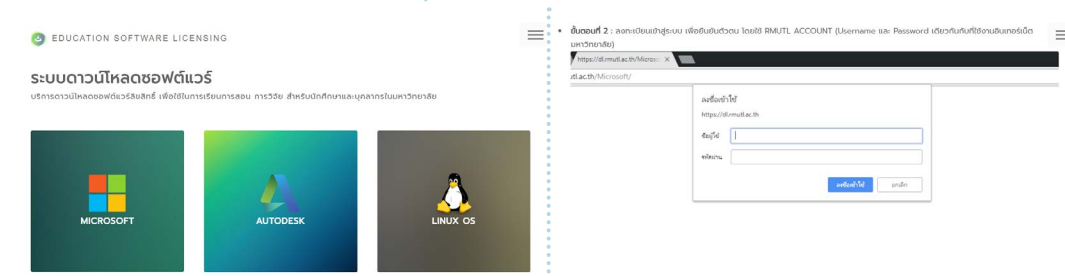 EDUCATION SOFTWARE LICENSING
ระบบดาวน์โหลดซอฟต์แวร์
บริการดาวน์โหลดซอฟต์แวร์ลิขสิทธิ์ เพื่อใช้ในการเรียนการสอน การวิจัย สำหรับนักศึกษาและบุคลากรในมหาวิทยาลัย
MICROSOFT
AUTODESK
LINUX OS
• ขั้นตอนที่ 2 : ลงทะเบียนเข้าสู่ระบบ เพื่อยืนยันตัวตน โดยใช้ RMUTL ACCOUNT (Username และ Password เดียวกันกับที่ใช้งานอินเทอร์เน็ต
มหาวิทยาลัย)
https://dl.rmutl.ac.th/Micros
utl.ac.th/Microsoft/
ลงชื่อเข้าใช้
https://dl.rmutl.ac.th
ชื่อผู้ใช้
รหัสผ่าน
ลงชื่อเข้าใช้
ยกเลิก